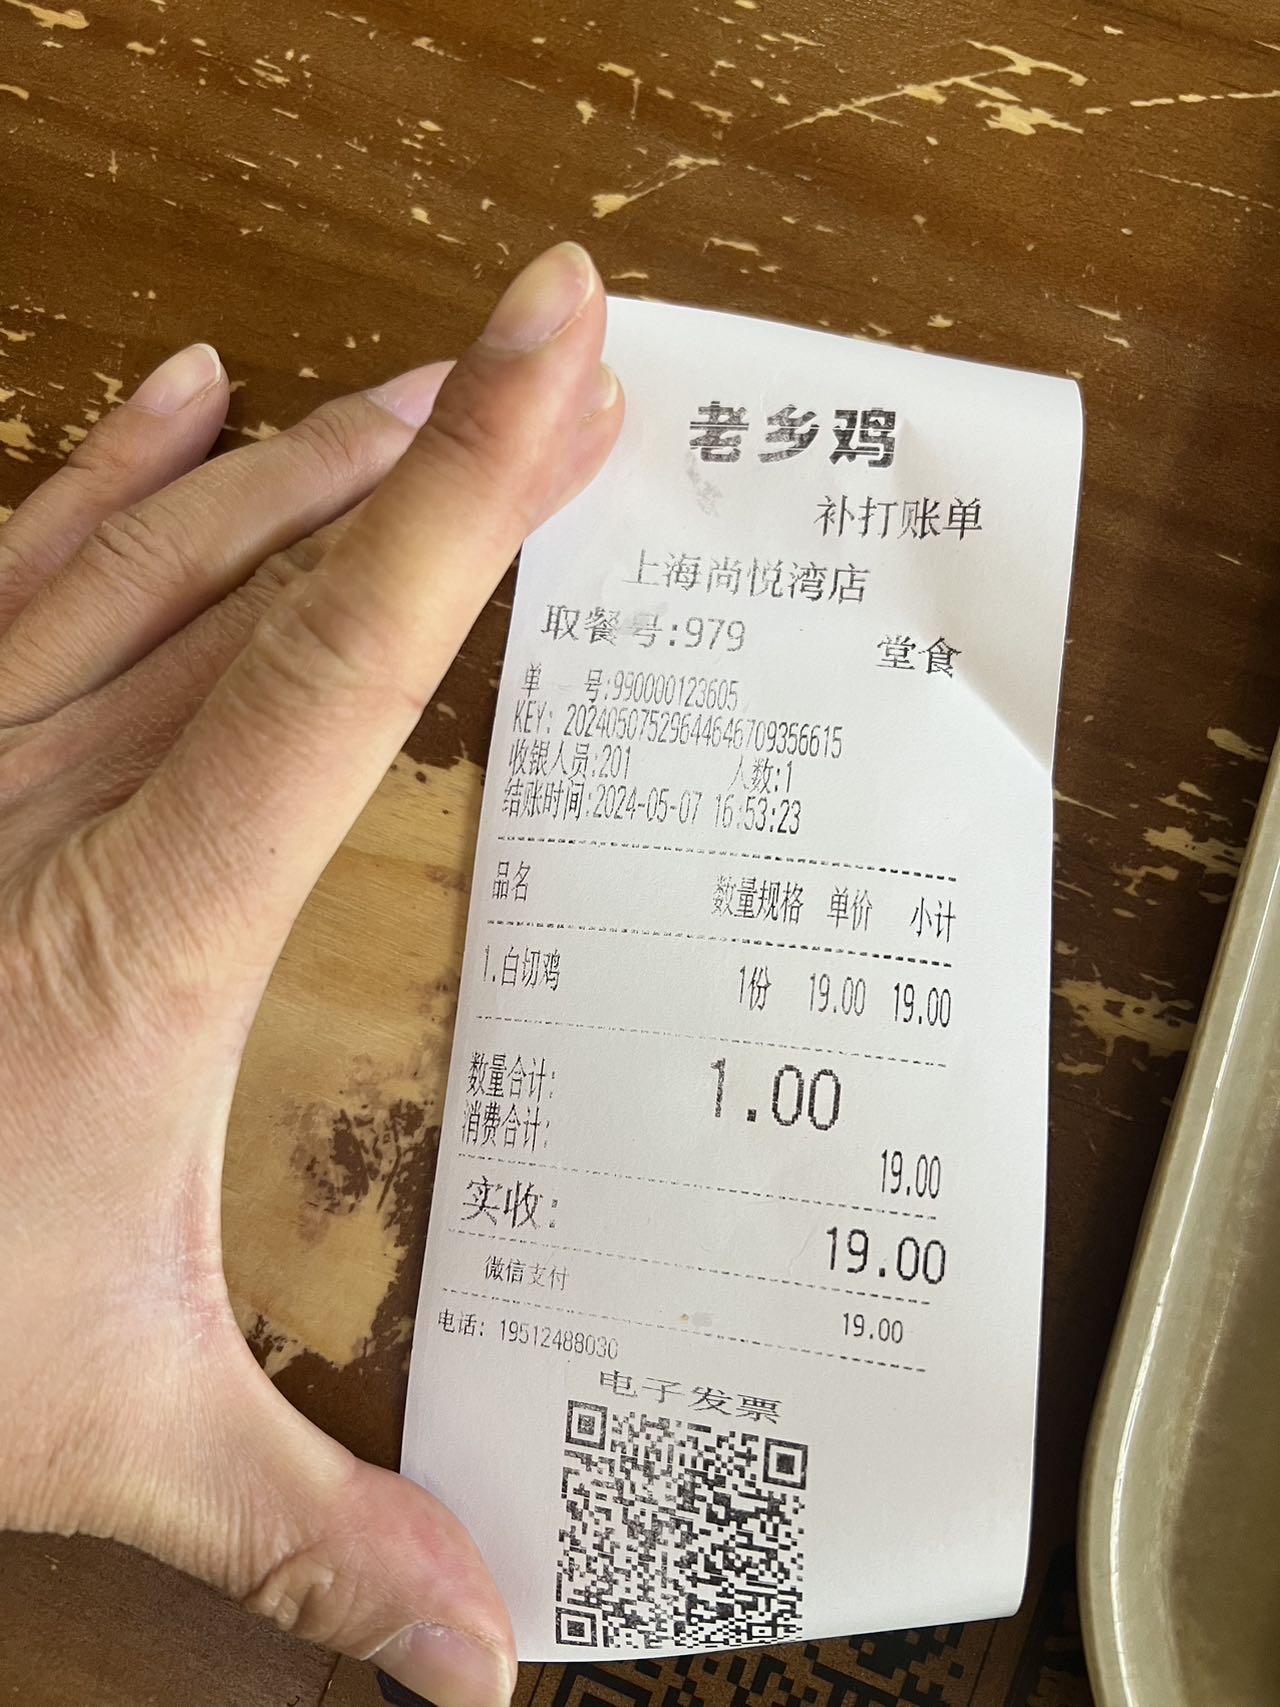 老乡鸡
补打账单
上海尚悦湾店
取餐号:979 堂食
单 号:990000123605
KEY: 20240507529644646709356615
收银人员:201 人数:1
结账时间:2024-05-07 16:53:23
品名 数量规格 单价 小计
1.白切鸡 1份 19.00 19.00
数量合计: 1.00
消费合计: 19.00
实收: 19.00
微信支付 19.00
电话: 19512488030
电子发票